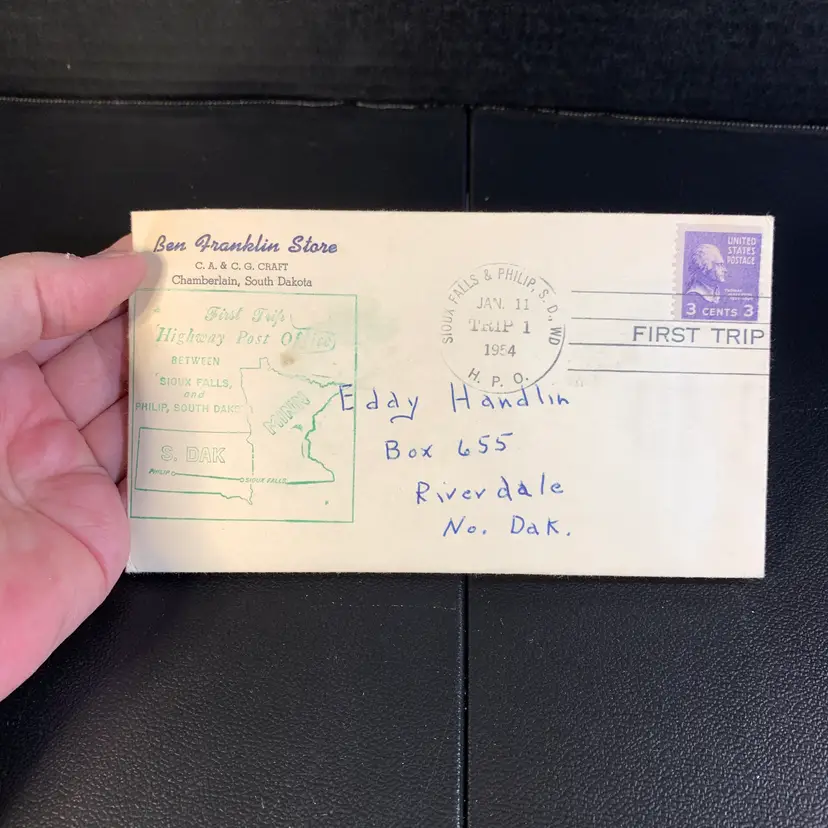 Ben Franklin Store
C. A. & C. G. CRAFT
Chamberlain, South Dakota
First Trip
Highway Post Office
BETWEEN
SIOUX FALLS,
and
PHILIP, SOUTH DAK
MINN
S. DAK
PHILIP
SIOUX FALLS
SIOUX FALLS & PHILIP, S. D., WD
JAN. 11
TRIP 1
1954
H. P. O.
UNITED
STATES
POSTAGE
3 CENTS 3
FIRST TRIP
Eddy Handlin
Box 655
Riverdale
No. Dak.